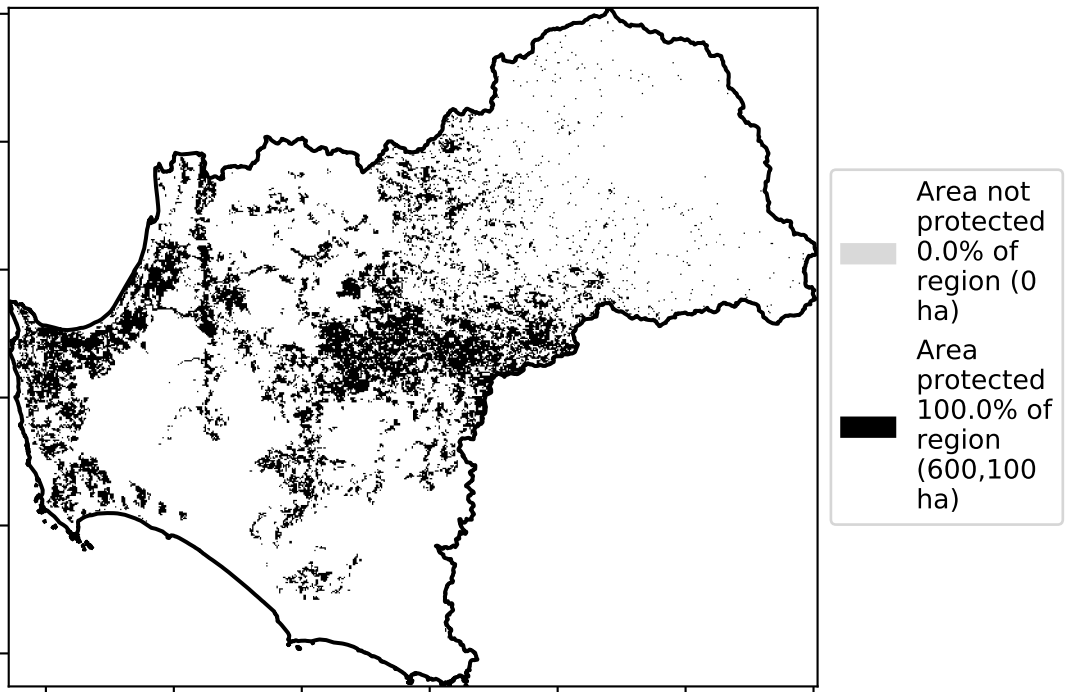 Area not
protected
0.0% of
region (0
ha)
Area
protected
100.0% of
region
(600,100
ha)